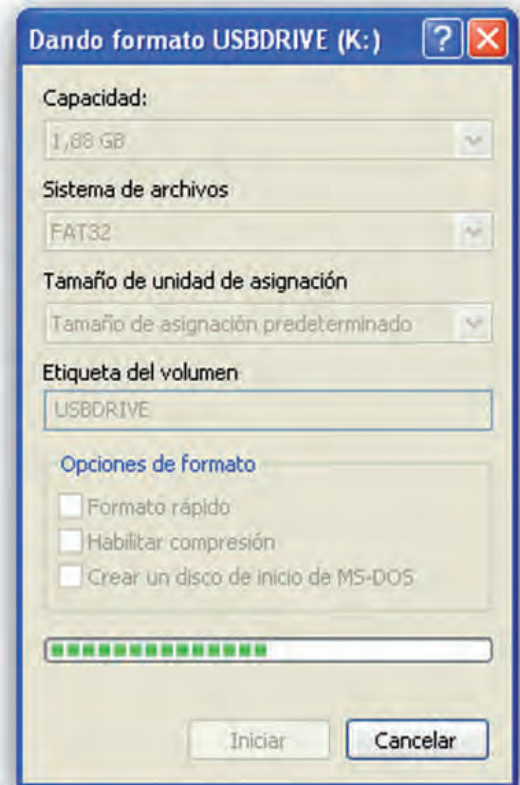 Dando formato USBDRIVE (K:)
Capacidad:
1,88 GB
Sistema de archivos
FAT32
Tamaño de unidad de asignación
Tamaño de asignación predeterminado
Etiqueta del volumen
USBDRIVE
Opciones de formato
Formato rápido
Habilitar compresión
Crear un disco de inicio de MS-DOS
Iniciar Cancelar